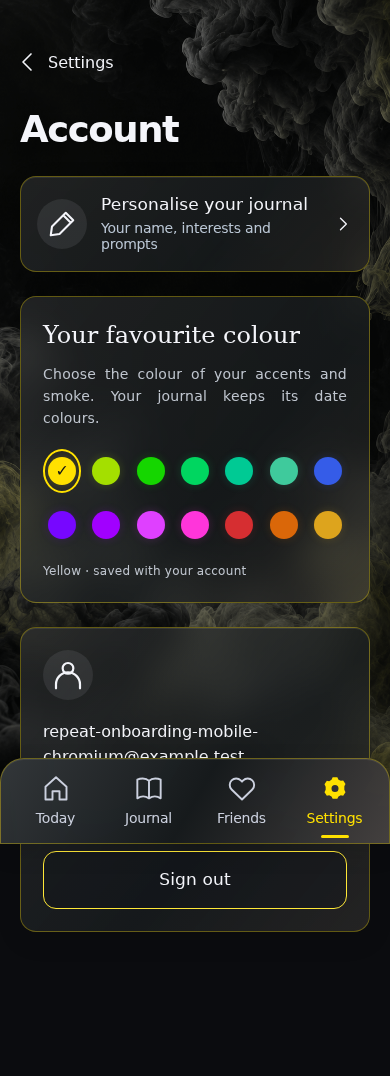 Settings
Account
Personalise your journal
Your name, interests and
prompts
Your favourite colour
Choose the colour of your accents and
smoke. Your journal keeps its date
colours.
✓
Yellow · saved with your account
repeat-onboarding-mobile-
chromium@example.test
Today
Journal
Friends
Settings
Sign out